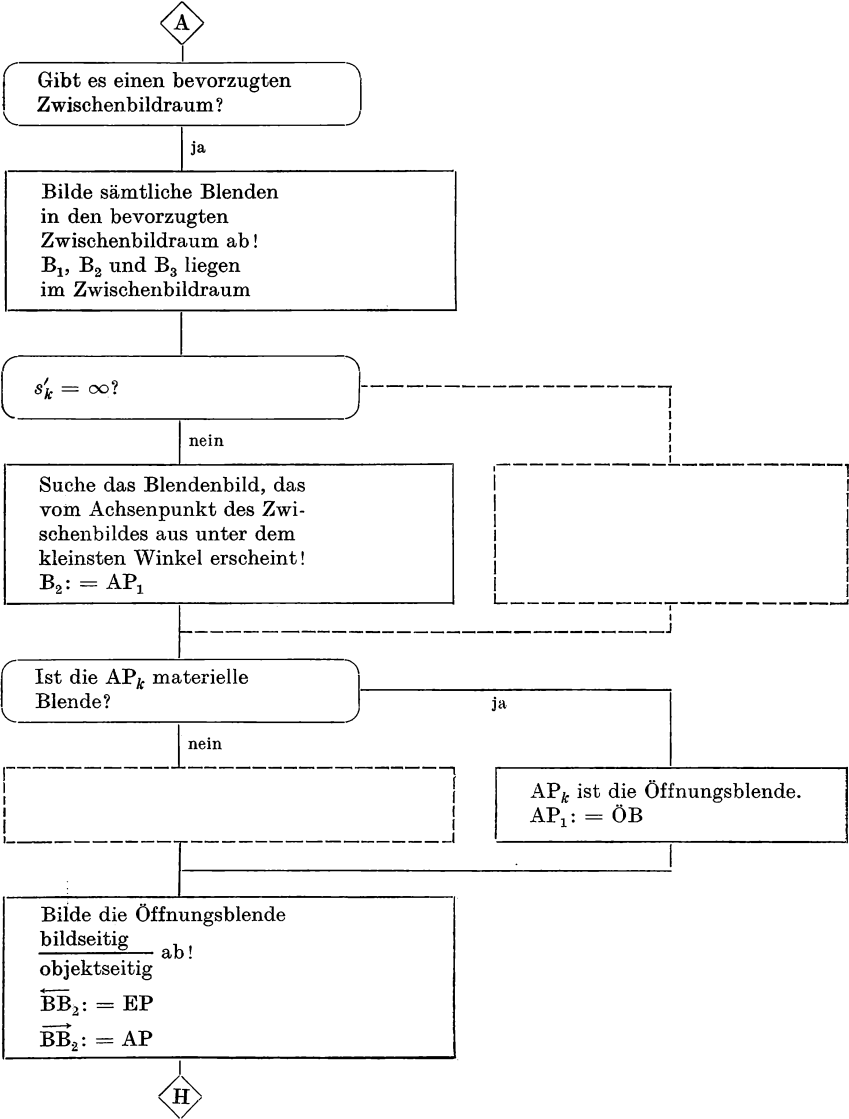 A
Gibt es einen bevorzugten
Zwischenbildraum?
ja
Bilde sämtliche Blenden
in den bevorzugten
Zwischenbildraum ab!
B₁, B₂ und B₃ liegen
im Zwischenbildraum
s′ₖ = ∞?
nein
Suche das Blendenbild, das
vom Achsenpunkt des Zwi-
schenbildes aus unter dem
kleinsten Winkel erscheint!
B₂: = AP₁
Ist die APₖ materielle
Blende?
ja
nein
APₖ ist die Öffnungsblende.
AP₁: = ÖB
Bilde die Öffnungsblende
bildseitig
ab!
objektseitig
B⃖B⃖₂: = EP
B⃗B⃗₂: = AP
H